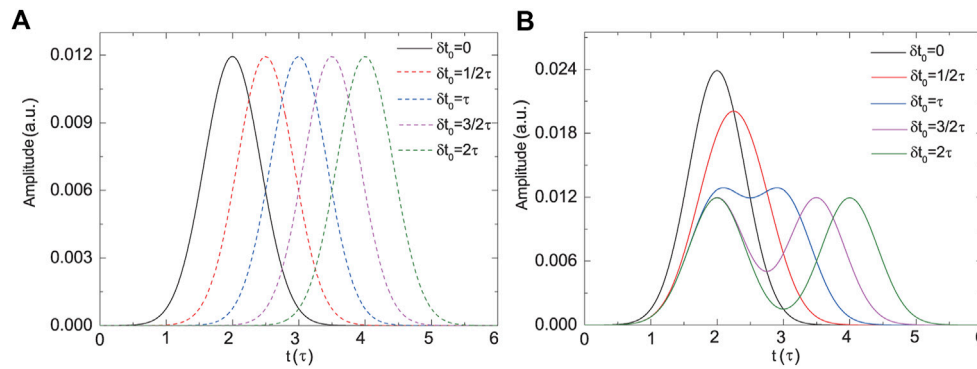 A
Amplitude(a.u.)
0.012
0.009
0.006
0.003
0.000
0 1 2 3 4 5 6
t(τ)
δt₀=0
δt₀=1/2τ
δt₀=τ
δt₀=3/2τ
δt₀=2τ
B
Amplitude(a.u.)
0.024
0.018
0.012
0.006
0.000
0 1 2 3 4 5 6
t(τ)
δt₀=0
δt₀=1/2τ
δt₀=τ
δt₀=3/2τ
δt₀=2τ